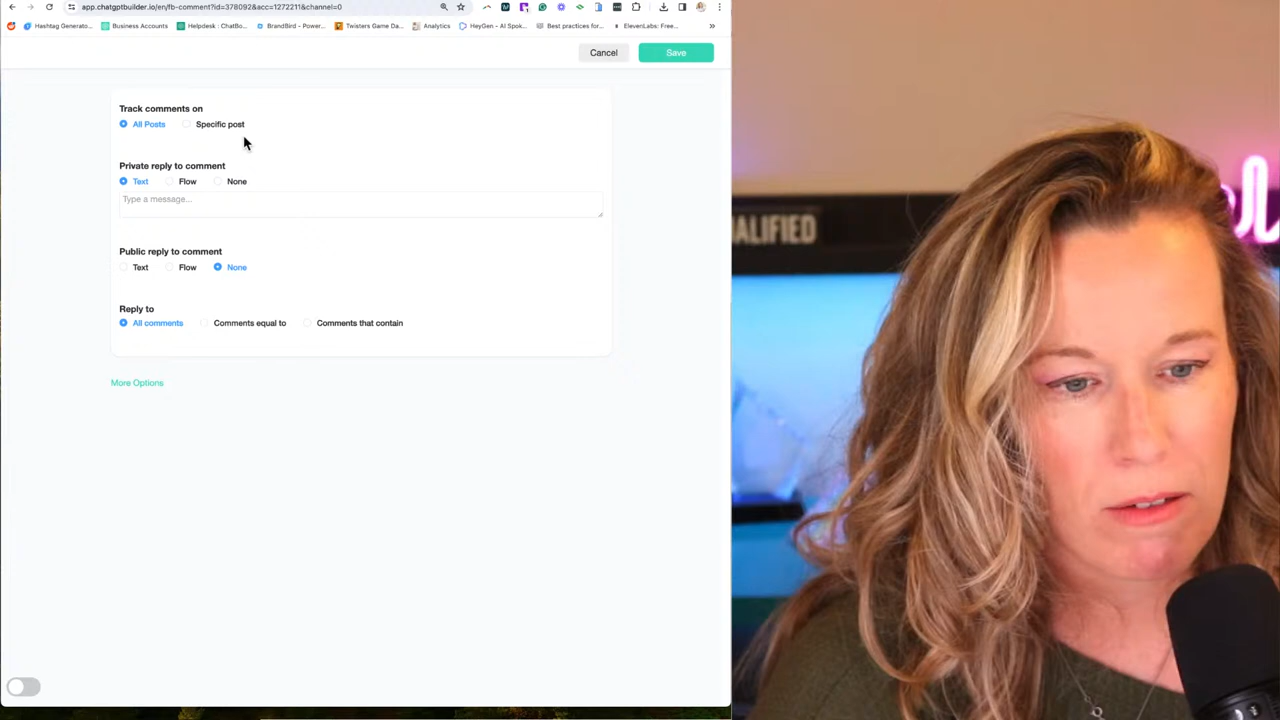 app.chatgptbuilder.io/en/fb-comment?id=378092&acc=1272211&channel=0
Hashtag Generato... Business Accounts Helpdesk : ChatBo... BrandBird – Power... Twisters Game Da... Analytics HeyGen - AI Spok... Best practices for... ElevenLabs: Free...
Cancel Save
Track comments on
All Posts Specific post
Private reply to comment
Text Flow None
Type a message...
Public reply to comment
Text Flow None
Reply to
All comments Comments equal to Comments that contain
More Options
ALIFIED